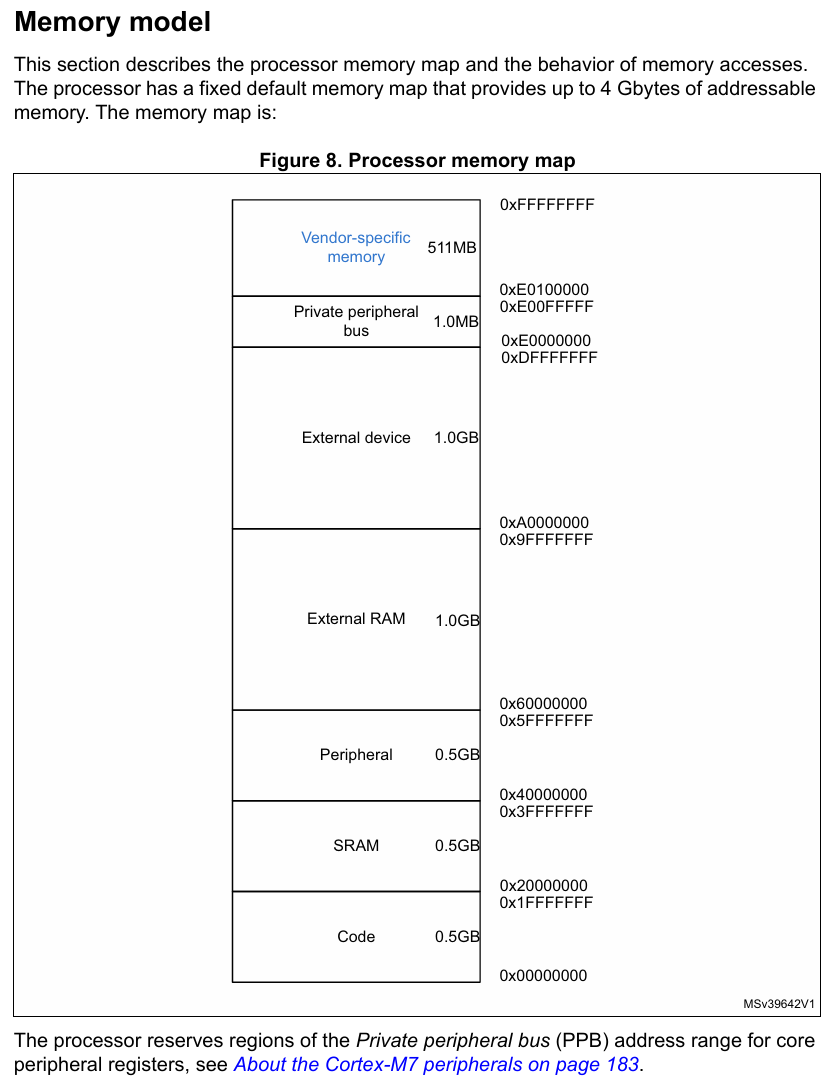 Memory model
This section describes the processor memory map and the behavior of memory accesses.
The processor has a fixed default memory map that provides up to 4 Gbytes of addressable
memory. The memory map is:
Figure 8. Processor memory map
0xFFFFFFFF
Vendor-specific
memory
511MB
0xE0100000
0xE00FFFFF
Private peripheral
bus
1.0MB
0xE0000000
0xDFFFFFFF
External device
1.0GB
0xA0000000
0x9FFFFFFF
External RAM
1.0GB
0x60000000
0x5FFFFFFF
Peripheral
0.5GB
0x40000000
0x3FFFFFFF
SRAM
0.5GB
0x20000000
0x1FFFFFFF
Code
0.5GB
0x00000000
MSv39642V1
The processor reserves regions of the Private peripheral bus (PPB) address range for core
peripheral registers, see About the Cortex-M7 peripherals on page 183.